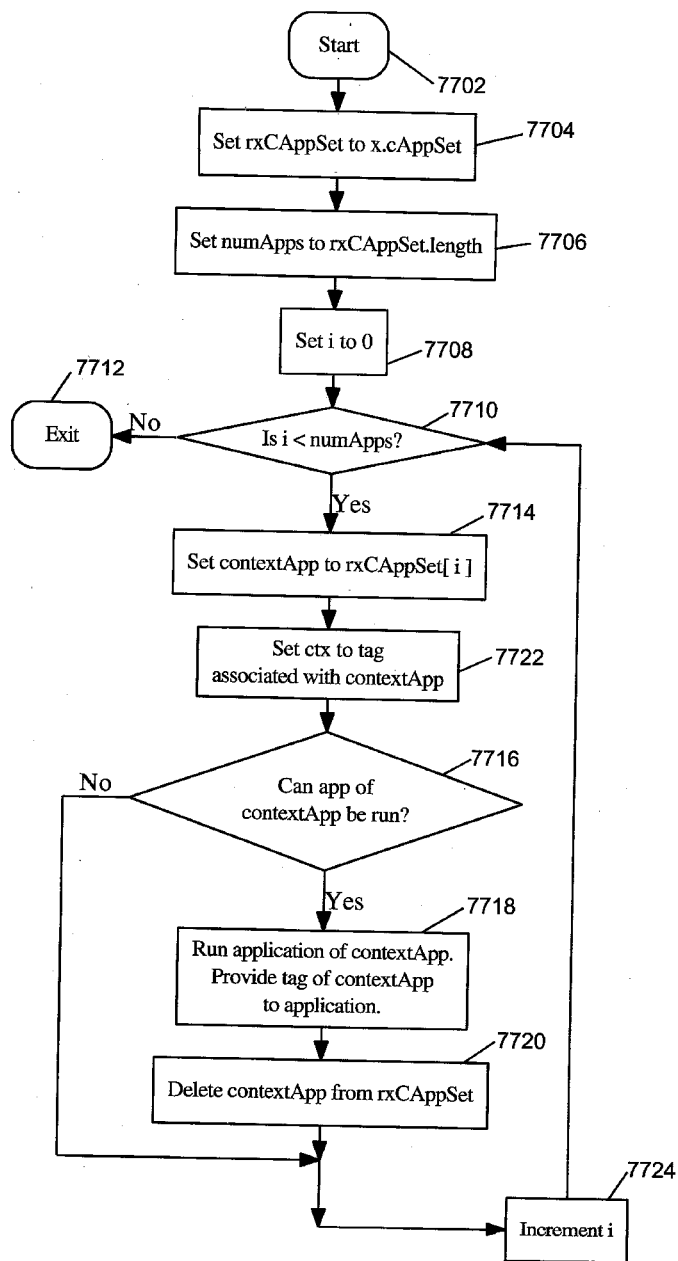 Start
7702
Set rxCAppSet to x.cAppSet
7704
Set numApps to rxCAppSet.length
7706
Set i to 0
7708
7712
Exit
No
Is i < numApps?
7710
Yes
Set contextApp to rxCAppSet[ i ]
7714
Set ctx to tag
associated with contextApp
7722
No
Can app of
contextApp be run?
7716
Yes
Run application of contextApp.
Provide tag of contextApp
to application.
7718
Delete contextApp from rxCAppSet
7720
Increment i
7724